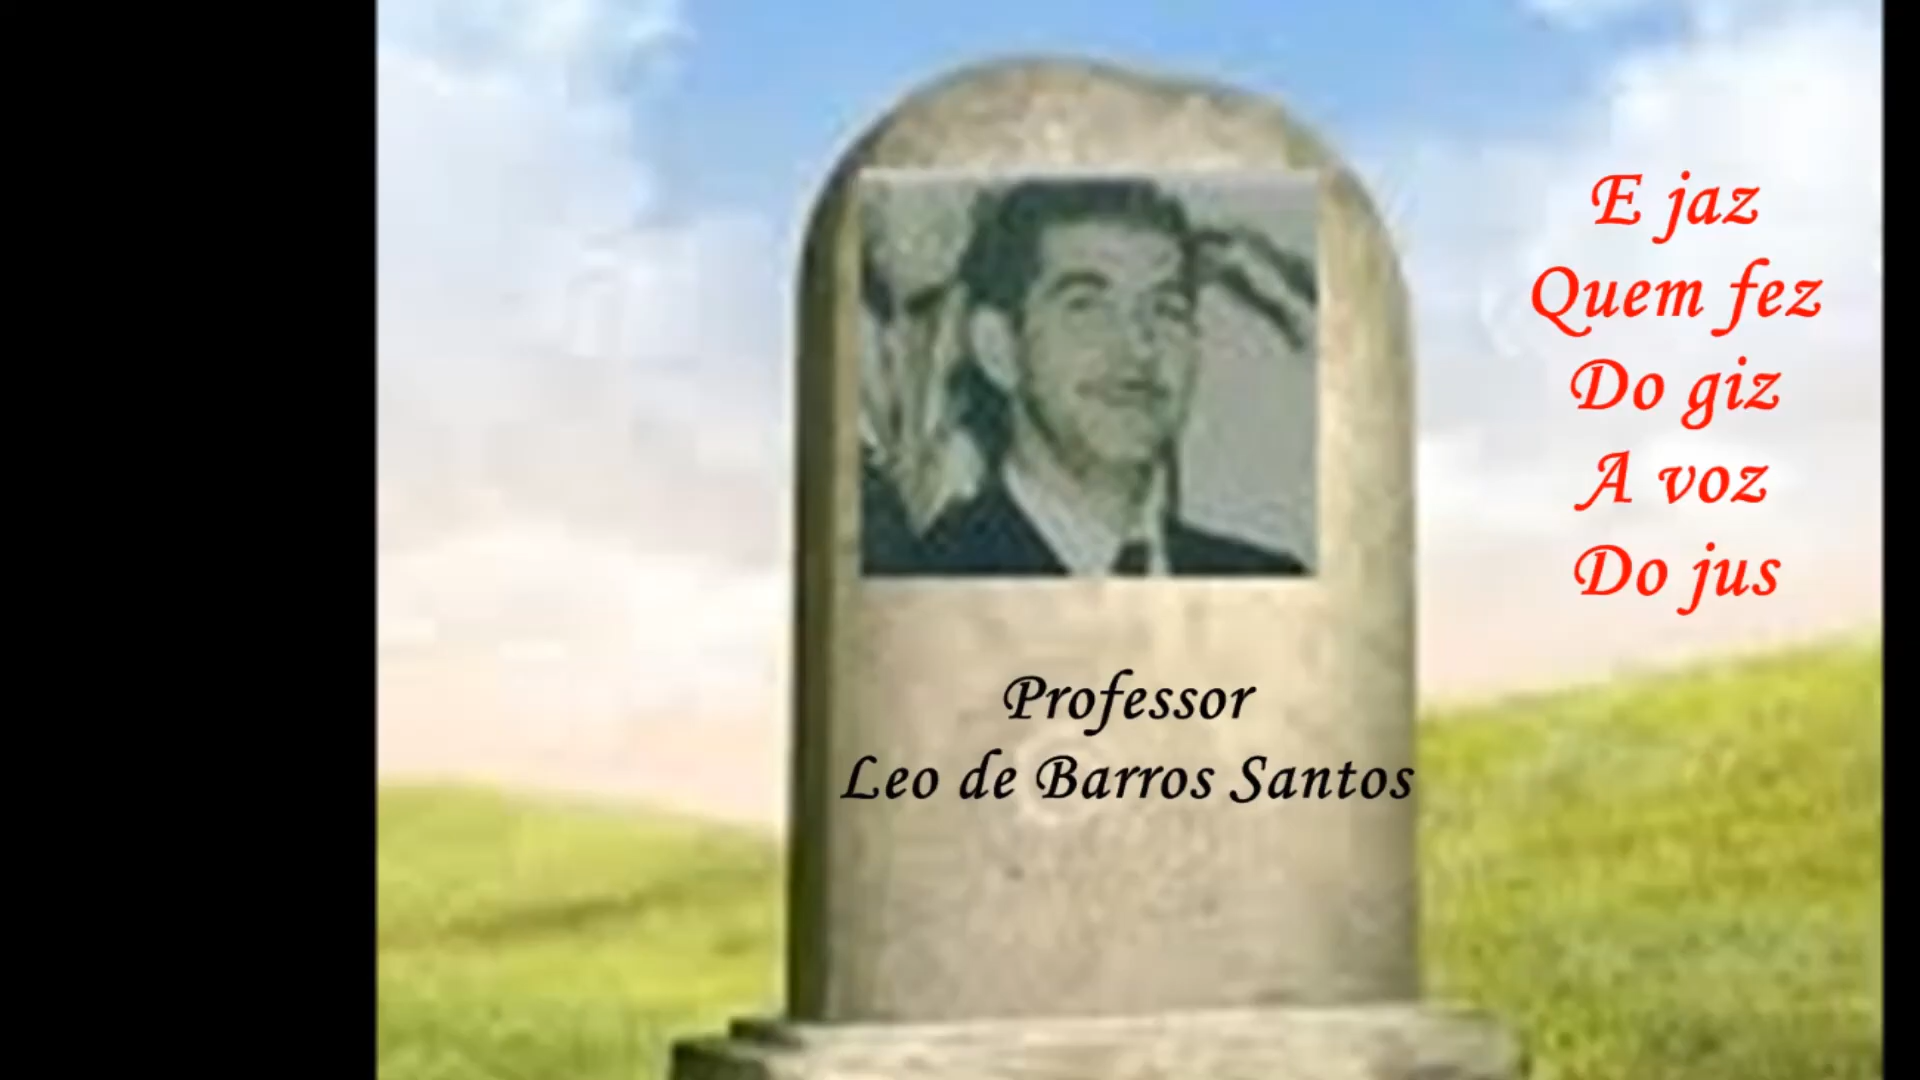 E jaz
Quem fez
Do giz
A voz
Do jus
Professor
Leo de Barros Santos